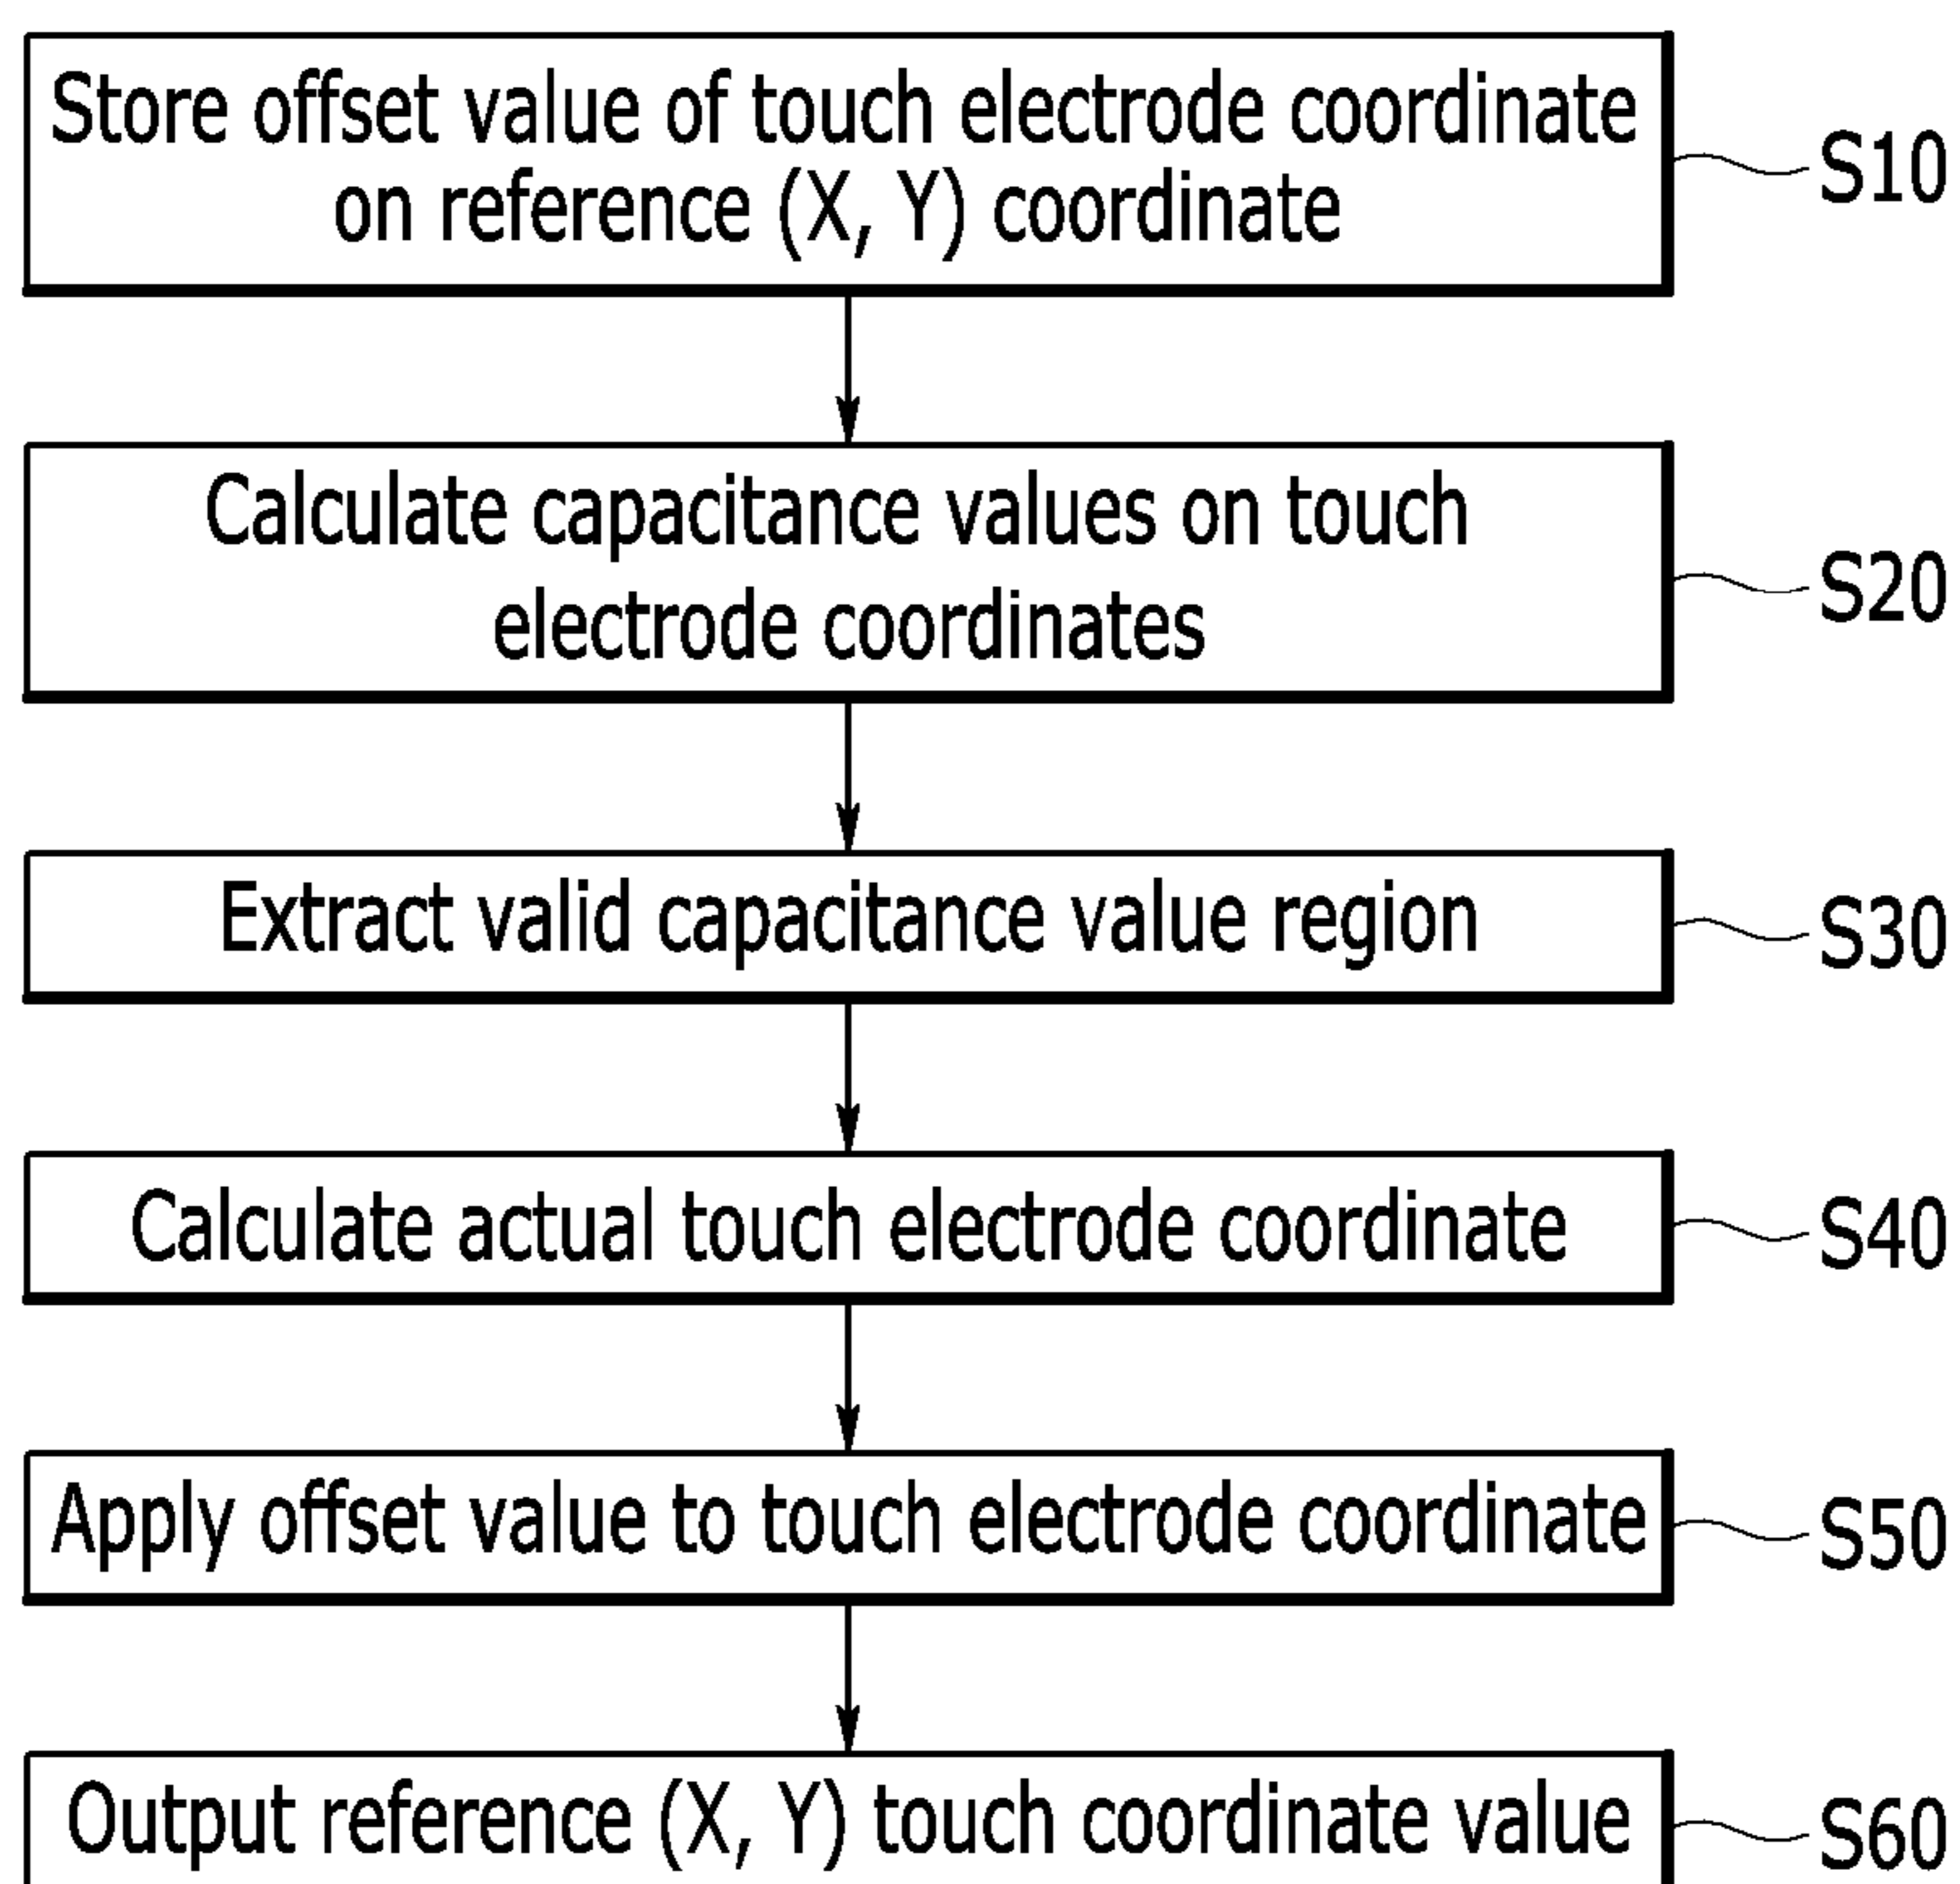 Store offset value of touch electrode coordinate
on reference (X, Y) coordinate
S10
Calculate capacitance values on touch
electrode coordinates
S20
Extract valid capacitance value region
S30
Calculate actual touch electrode coordinate
S40
Apply offset value to touch electrode coordinate
S50
Output reference (X, Y) touch coordinate value
S60